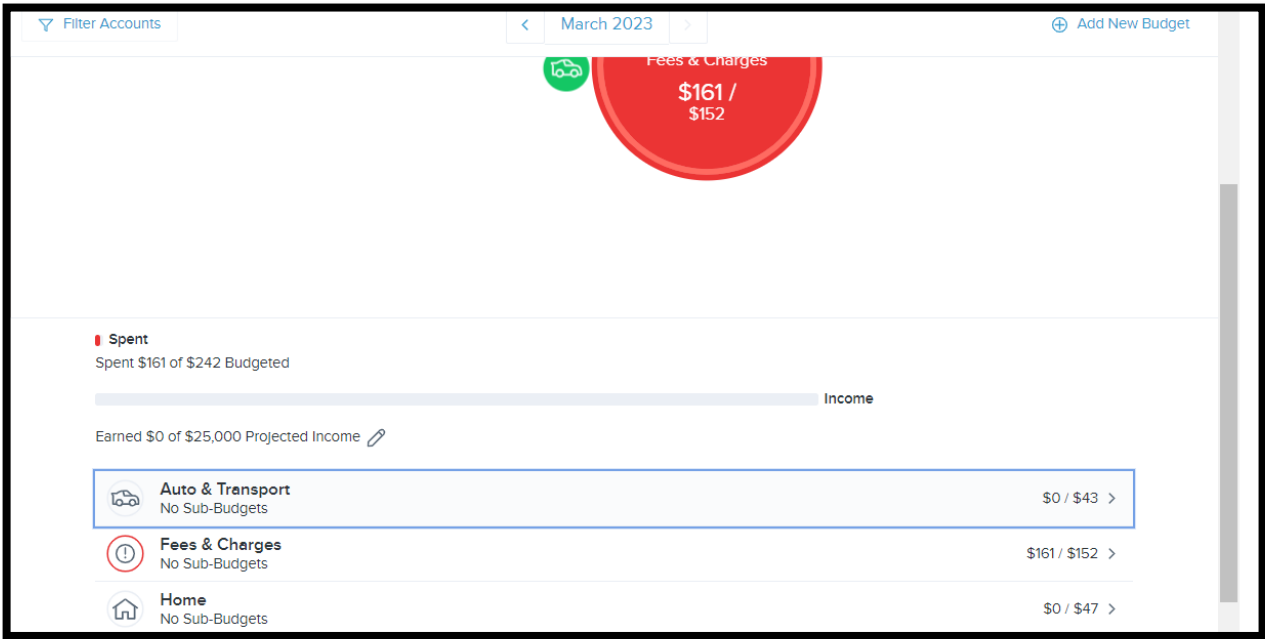 Filter Accounts
March 2023
Add New Budget
Fees & Charges
$161 /
$152
Spent
Spent $161 of $242 Budgeted
Income
Earned $0 of $25,000 Projected Income
Auto & Transport
No Sub-Budgets
$0 / $43
Fees & Charges
No Sub-Budgets
$161 / $152
Home
No Sub-Budgets
$0 / $47